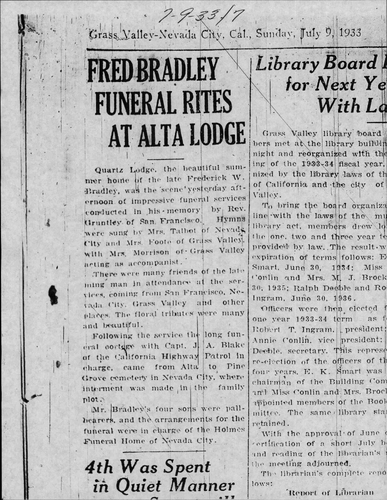 7-9-33/7
Grass Valley-Nevada City, Cal., Sunday, July 9, 1933
FRED BRADLEY
FUNERAL RITES
AT ALTA LODGE
Quartz Lodge, the beautiful sum-
mer home of the late Frederick W.
Bradley, was the scene yesterday aft-
ernoon of impressive funeral services
conducted in his memory by Rev.
Gruntley of San Francisco. Hymns
were sung by Mrs. Talbot of Nevada
City and Mrs. Foote of Grass Valley
with Mrs. Morrison of Grass Valley
acting as accompanist.
There were many friends of the late
ming man in attendance at the ser-
vices, coming from San Francisco, Ne-
vada City, Grass Valley and other
places. The floral tributes were many
and beautiful.
Following the service the long fun-
eral cortege with Capt. J. A. Blake
of the California Highway Patrol in
charge, came from Alta to Pine
Grove cemetery in Nevada City, where
interment was made in the family
plot.
Mr. Bradley's four sons were pall-
bearers, and the arrangements for the
funeral were in charge of the Holmes
Funeral Home of Nevada City.
4th Was Spent
in Quiet Manner
Library Board
for Next Ye
With La
Grass Valley library board
bers met at the library buildin
night and reorganized with the
ing of the 1933-34 fiscal year,
nized by the library laws of th
of California and the city of
Valley.
To bring the board organiz
line with the laws of the mu
library act, members drew lo
the one, two and three year te
provided by law. The result w
expiration of terms follows: E
Smart, June 30, 1934; Miss
Conlin and Mrs. M. J. Brock
30, 1935; Ralph Deeble and Ro
Ingram, June 30, 1936.
Officers were then elected f
one year 1933-34 term as f
Robert T. Ingram, president
Annie Conlin, vice president;
Deeble, secretary. This represe
re-election of the officers of th
four years, E. K. Smart was
chairman of the Building Com
and Miss Conlin and Mrs. Brock
appointed members of the Book
mittee. The same library staff
retained.
With the approval of June
certification of a short July b
and reading of the librarian's
the meeting adjourned.
The librarian's complete repo
lows:
Report of Librarian